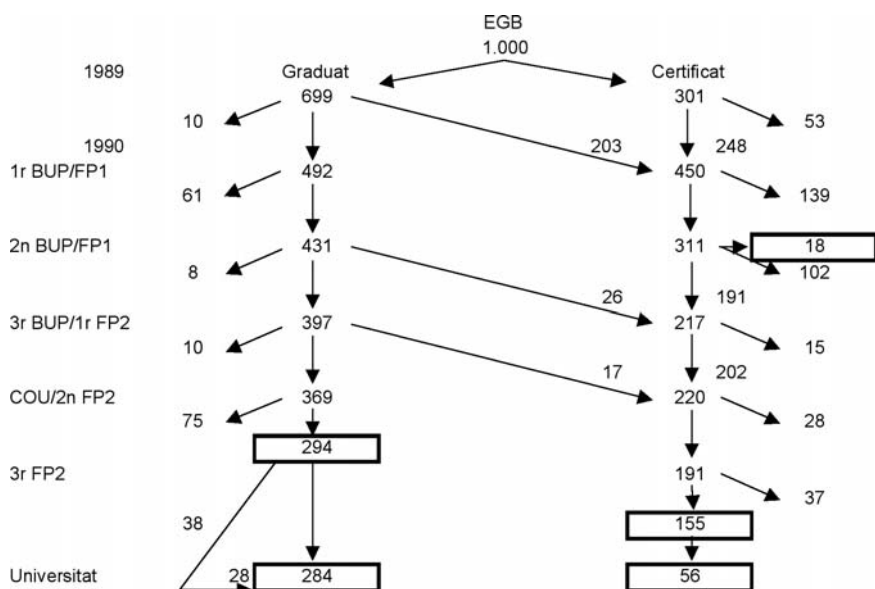 EGB
1.000
1989 Graduat Certificat
699 301
10 53
1990 203 248
1r BUP/FP1 492 450
61 139
2n BUP/FP1 431 311 18
8 102
26 191
3r BUP/1r FP2 397 217
10 15
17 202
COU/2n FP2 369 220
75 28
294
3r FP2 191
37
38 155
Universitat 28 284 56